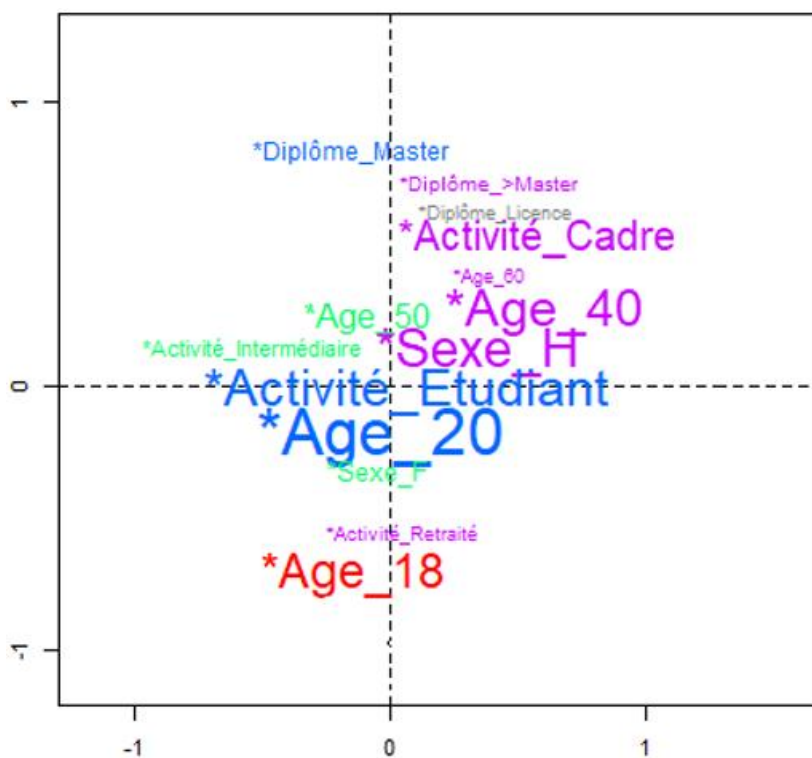 1
*Diplôme_Master
*Diplôme_>Master
*Diplôme_Licence
*Activité_Cadre
*Age_60
*Age_40
*Age_50
*Sexe_H
*Activité_Intermédiaire
0
*Activité_Etudiant
*Age_20
*Sexe_F
*Activité_Retraité
*Age_18
-1
-1 0 1